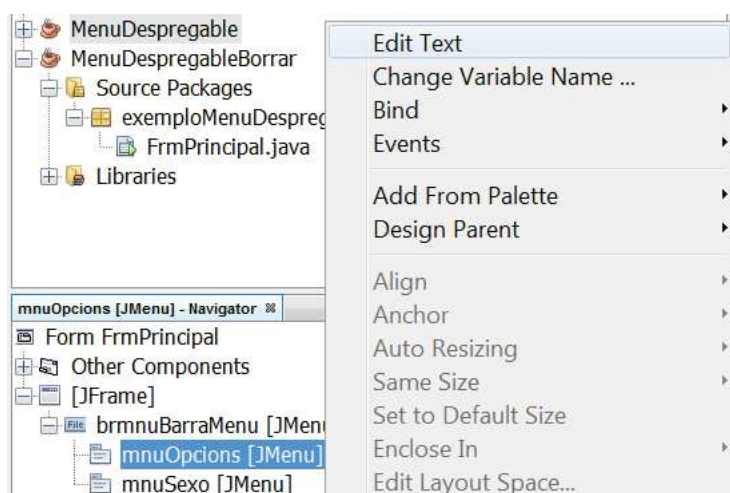 MenuDespregable
MenuDespregableBorrar
Source Packages
exemploMenuDespreg
FrmPrincipal.java
Libraries
mnuOpcions [JMenu] - Navigator
Form FrmPrincipal
Other Components
[JFrame]
brmnuBarraMenu [JMen
mnuOpcions [JMenu]
mnuSexo [JMenu]
Edit Text
Change Variable Name ...
Bind
Events
Add From Palette
Design Parent
Align
Anchor
Auto Resizing
Same Size
Set to Default Size
Enclose In
Edit Layout Space...